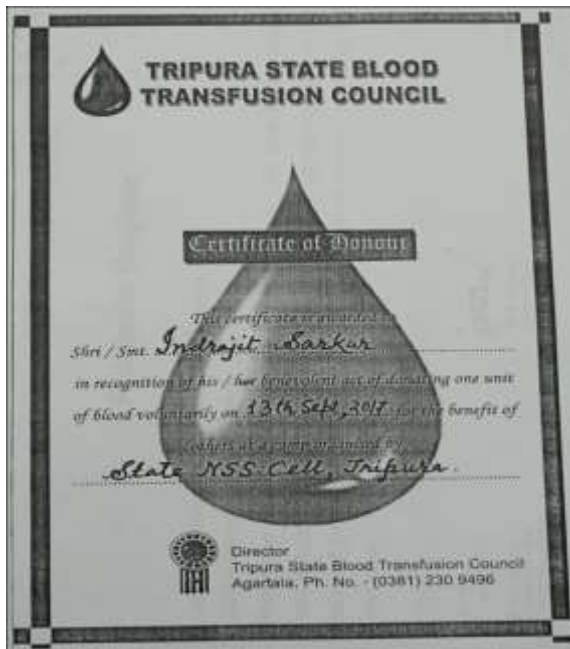 TRIPURA STATE BLOOD
TRANSFUSION COUNCIL
Certificate of Honour
This certificate is awarded to
Shri / Smt. Indrajit Sarkar
in recognition of his / her benevolent act of donating one unit
of blood voluntarily on 13th Sept, 2017 for the benefit of
others at a camp organised by
State NSS Cell, Tripura.
Director
Tripura State Blood Transfusion Council
Agartala, Ph. No. - (0381) 230 9496